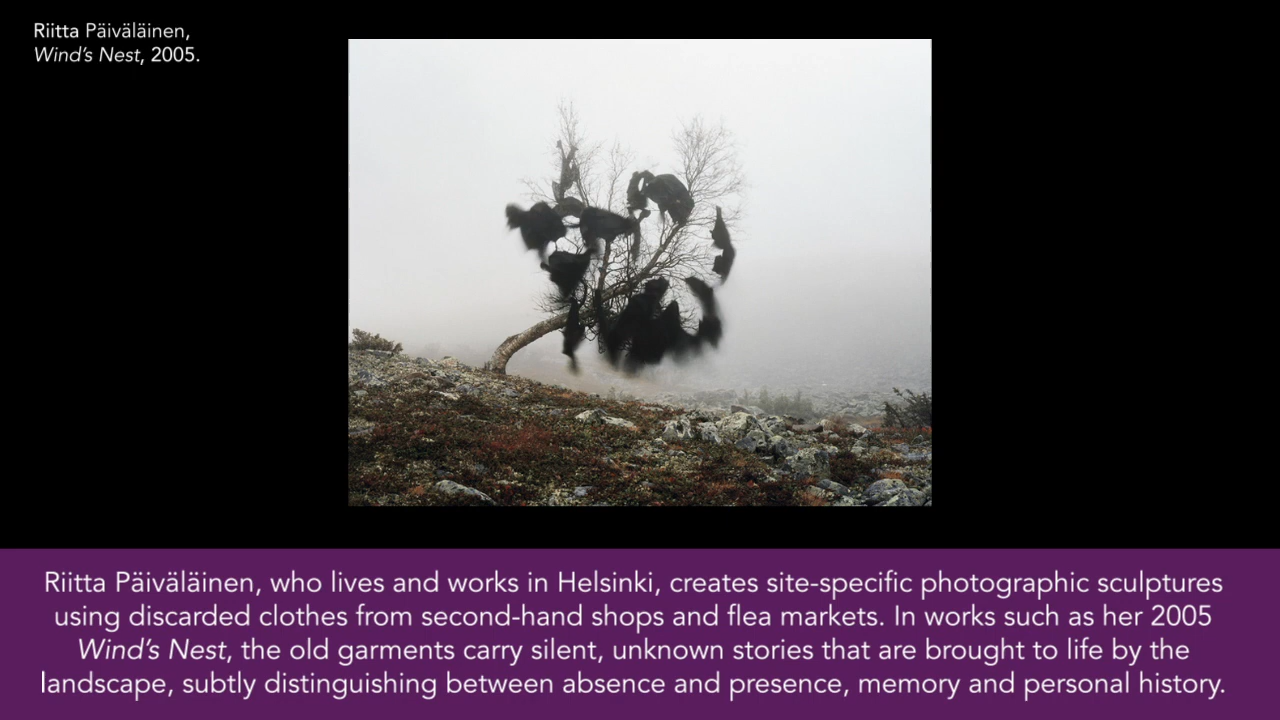 Riitta Päiväläinen,
Wind's Nest, 2005.
Riitta Päiväläinen, who lives and works in Helsinki, creates site-specific photographic sculptures
using discarded clothes from second-hand shops and flea markets. In works such as her 2005
Wind's Nest, the old garments carry silent, unknown stories that are brought to life by the
landscape, subtly distinguishing between absence and presence, memory and personal history.